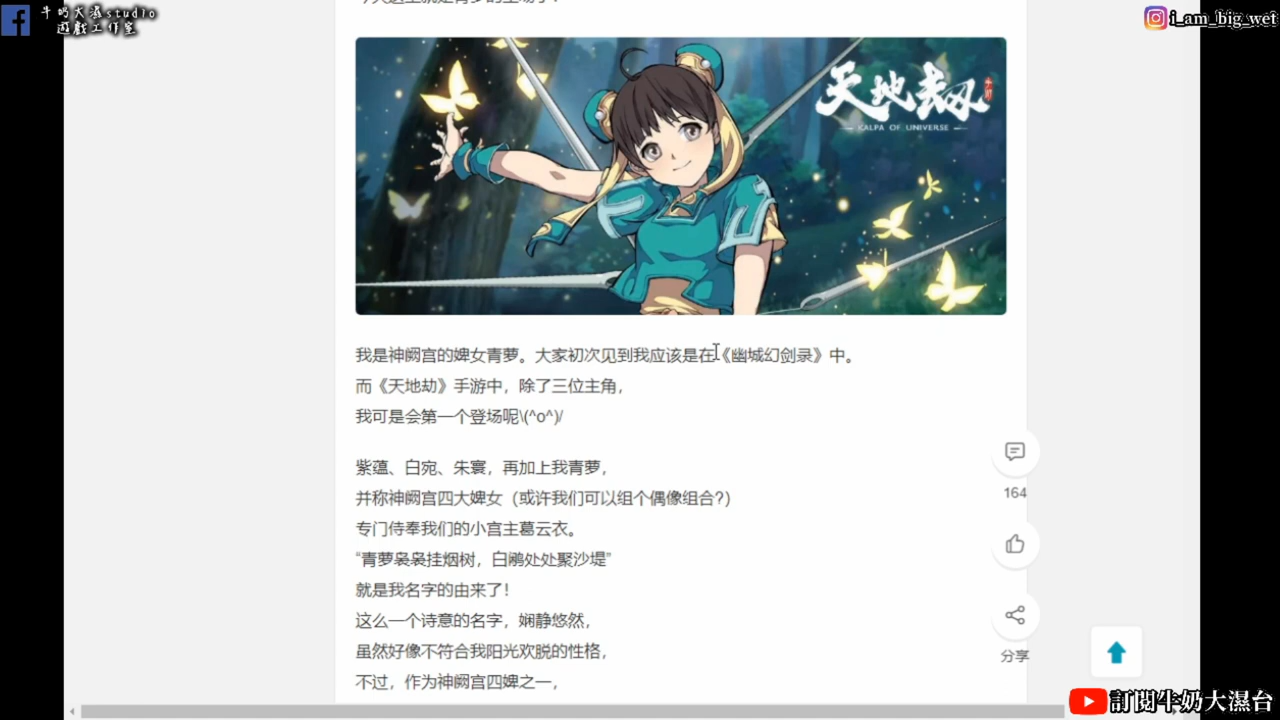 牛奶大濕studio
遊戲工作室
i_am_big_wet
天地劫
KALPA OF UNIVERSE
我是神阙宫的婢女青萝。大家初次见到我应该是在《幽城幻剑录》中。
而《天地劫》手游中，除了三位主角，
我可是会第一个登场呢\(^o^)/
紫蕴、白宛、朱寰，再加上我青萝，
并称神阙宫四大婢女（或许我们可以组个偶像组合?）
专门侍奉我们的小宫主葛云衣。
“青萝袅袅挂烟树，白鹇处处聚沙堤”
就是我名字的由来了!
这么一个诗意的名字，娴静悠然，
虽然好像不符合我阳光欢脱的性格，
不过，作为神阙宫四婢之一，
164
分享
訂閱牛奶大濕台